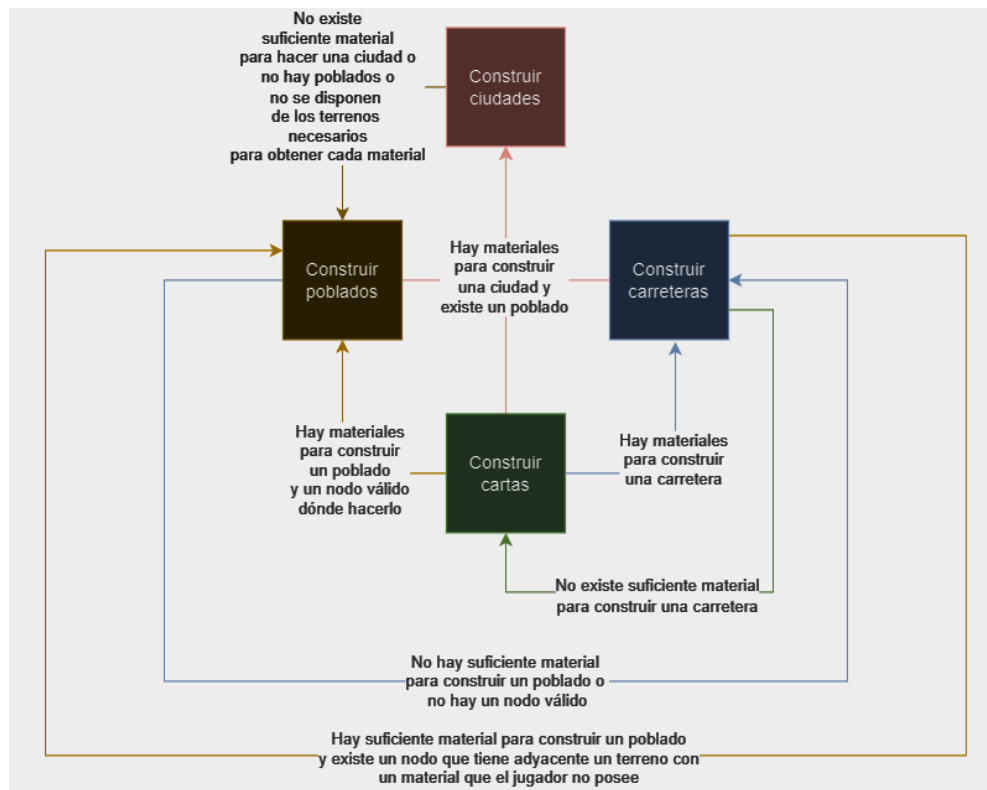 No existe
suficiente material
para hacer una ciudad o
no hay poblados o
no se disponen
de los terrenos
necesarios
para obtener cada material
Construir
ciudades
Construir
poblados
Hay materiales
para construir
una ciudad y
existe un poblado
Construir
carreteras
Hay materiales
para construir
un poblado
y un nodo válido
dónde hacerlo
Construir
cartas
Hay materiales
para construir
una carretera
No existe suficiente material
para construir una carretera
No hay suficiente material
para construir un poblado o
no hay un nodo válido
Hay suficiente material para construir un poblado
y existe un nodo que tiene adyacente un terreno con
un material que el jugador no posee